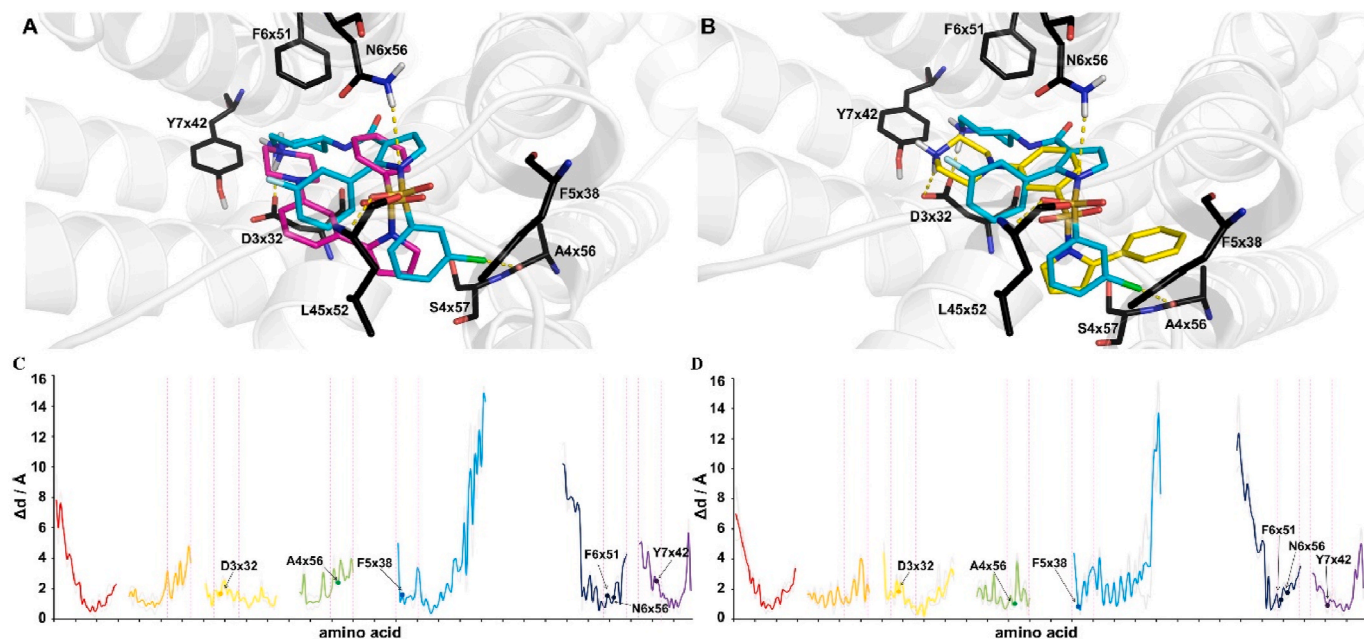 A
F6x51
N6x56
Y7x42
F5x38
D3x32
A4x56
S4x57
L45x52
B
F6x51
N6x56
Y7x42
D3x32
F5x38
L45x52
S4x57
A4x56
C
16
14
12
10
8
6
4
2
0
Δd / Å
D3x32
A4x56
F5x38
F6x51
Y7x42
N6x56
amino acid
D
16
14
12
10
8
6
4
2
0
Δd / Å
D3x32
A4x56
F5x38
F6x51
N6x56
Y7x42
amino acid